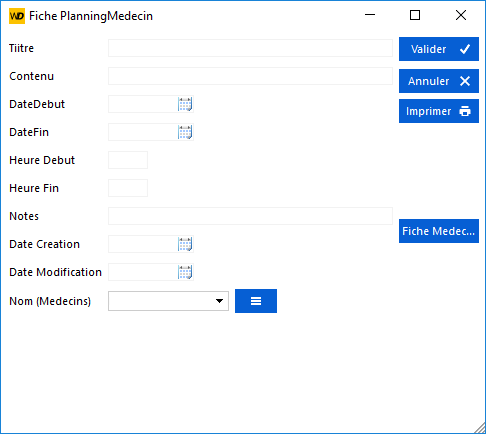 WD Fiche PlanningMedecin
Tiitre
Valider
Contenu
Annuler
DateDebut
Imprimer
DateFin
Heure Debut
Heure Fin
Notes
Fiche Medec...
Date Creation
Date Modification
Nom (Medecins)